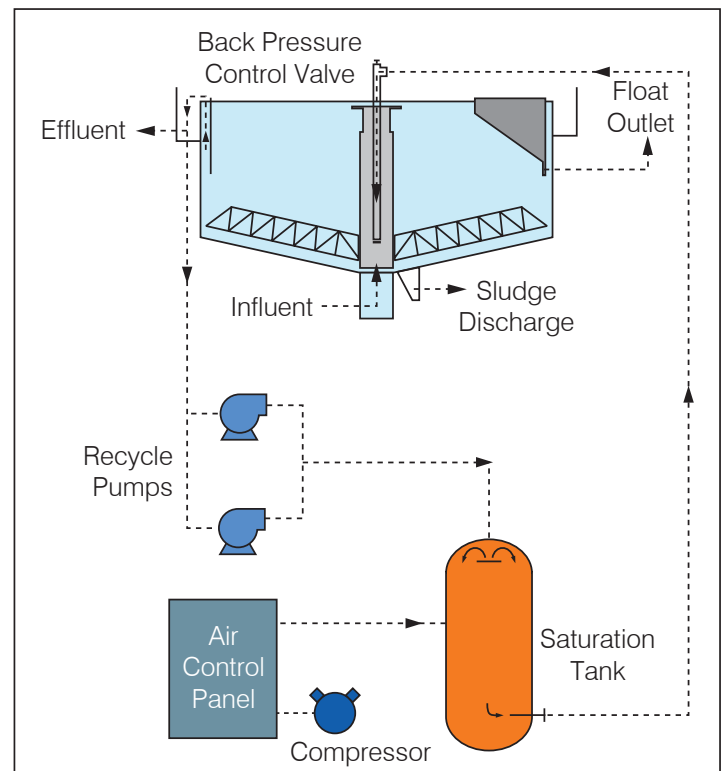 Back Pressure
Control Valve
Float
Outlet
Effluent
Influent
Sludge
Discharge
Recycle
Pumps
Air
Control
Panel
Saturation
Tank
Compressor